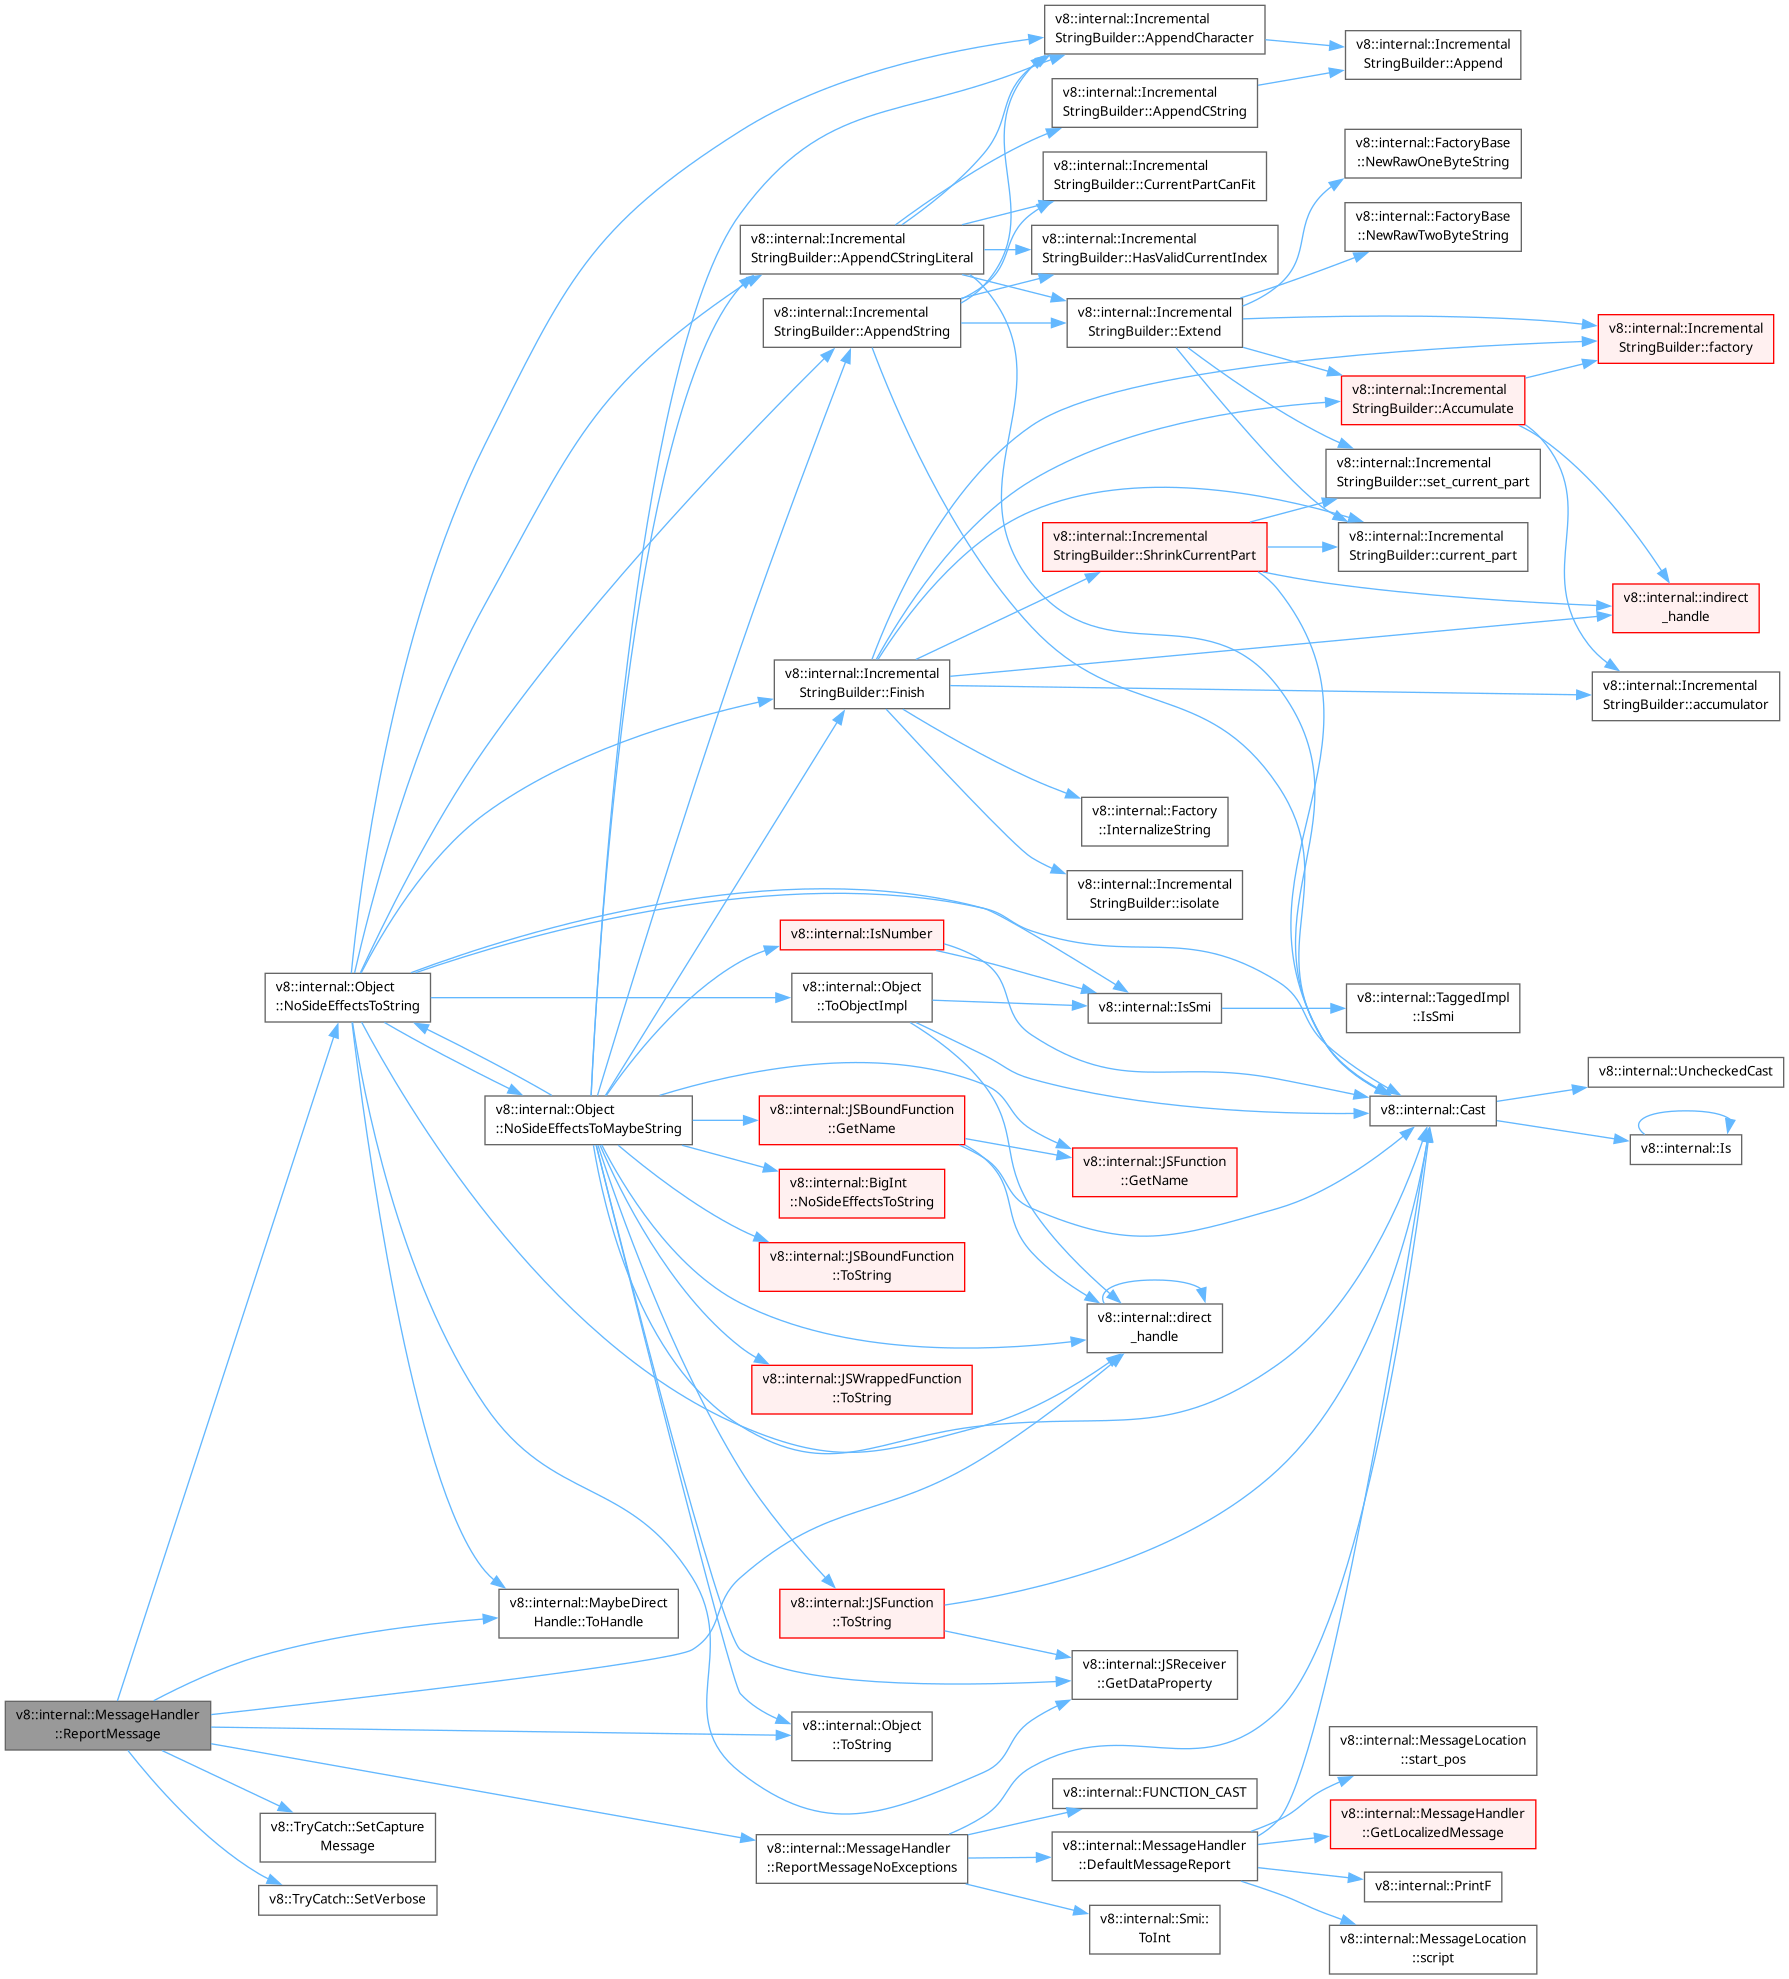 v8::internal::Incremental
StringBuilder::AppendCharacter
v8::internal::Incremental
StringBuilder::Append
v8::internal::Incremental
StringBuilder::AppendCString
v8::internal::FactoryBase
::NewRawOneByteString
v8::internal::Incremental
StringBuilder::CurrentPartCanFit
v8::internal::FactoryBase
::NewRawTwoByteString
v8::internal::Incremental
StringBuilder::AppendCStringLiteral
v8::internal::Incremental
StringBuilder::HasValidCurrentIndex
v8::internal::Incremental
StringBuilder::AppendString
v8::internal::Incremental
StringBuilder::Extend
v8::internal::Incremental
StringBuilder::factory
v8::internal::Incremental
StringBuilder::Accumulate
v8::internal::Incremental
StringBuilder::set_current_part
v8::internal::Incremental
StringBuilder::ShrinkCurrentPart
v8::internal::Incremental
StringBuilder::current_part
v8::internal::indirect
_handle
v8::internal::Incremental
StringBuilder::Finish
v8::internal::Incremental
StringBuilder::accumulator
v8::internal::Factory
::InternalizeString
v8::internal::Incremental
StringBuilder::isolate
v8::internal::IsNumber
v8::internal::Object
::NoSideEffectsToString
v8::internal::Object
::ToObjectImpl
v8::internal::IsSmi
v8::internal::TaggedImpl
::IsSmi
v8::internal::UncheckedCast
v8::internal::Object
::NoSideEffectsToMaybeString
v8::internal::JSBoundFunction
::GetName
v8::internal::Cast
v8::internal::Is
v8::internal::JSFunction
::GetName
v8::internal::BigInt
::NoSideEffectsToString
v8::internal::JSBoundFunction
::ToString
v8::internal::direct
_handle
v8::internal::JSWrappedFunction
::ToString
v8::internal::MaybeDirect
Handle::ToHandle
v8::internal::JSFunction
::ToString
v8::internal::JSReceiver
::GetDataProperty
v8::internal::MessageHandler
::ReportMessage
v8::internal::Object
::ToString
v8::internal::MessageLocation
::start_pos
v8::internal::FUNCTION_CAST
v8::TryCatch::SetCapture
Message
v8::internal::MessageHandler
::GetLocalizedMessage
v8::internal::MessageHandler
::ReportMessageNoExceptions
v8::internal::MessageHandler
::DefaultMessageReport
v8::internal::PrintF
v8::TryCatch::SetVerbose
v8::internal::Smi::
ToInt
v8::internal::MessageLocation
::script